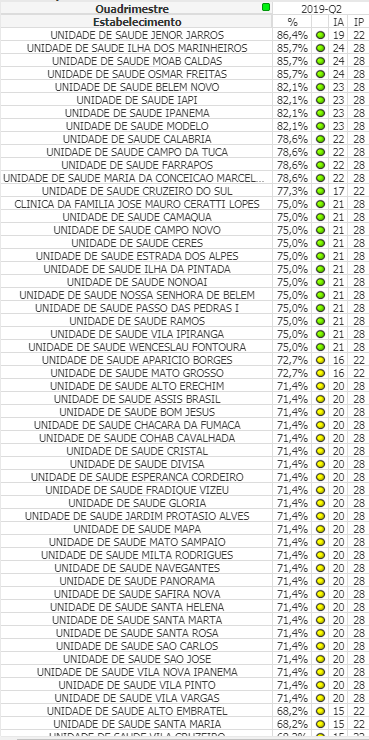 Quadrimestre 2019-Q2
Estabelecimento % IA IP
UNIDADE DE SAUDE JENOR JARROS 86,4% 19 22
UNIDADE DE SAUDE ILHA DOS MARINHEIROS 85,7% 24 28
UNIDADE DE SAUDE MOAB CALDAS 85,7% 24 28
UNIDADE DE SAUDE OSMAR FREITAS 85,7% 24 28
UNIDADE DE SAUDE BELEM NOVO 82,1% 23 28
UNIDADE DE SAUDE IAPI 82,1% 23 28
UNIDADE DE SAUDE IPANEMA 82,1% 23 28
UNIDADE DE SAUDE MODELO 82,1% 23 28
UNIDADE DE SAUDE CALABRIA 78,6% 22 28
UNIDADE DE SAUDE CAMPO DA TUCA 78,6% 22 28
UNIDADE DE SAUDE FARRAPOS 78,6% 22 28
UNIDADE DE SAUDE MARIA DA CONCEICAO MARCEL... 78,6% 22 28
UNIDADE DE SAUDE CRUZEIRO DO SUL 77,3% 17 22
CLINICA DA FAMILIA JOSE MAURO CERATTI LOPES 75,0% 21 28
UNIDADE DE SAUDE CAMAQUA 75,0% 21 28
UNIDADE DE SAUDE CAMPO NOVO 75,0% 21 28
UNIDADE DE SAUDE CERES 75,0% 21 28
UNIDADE DE SAUDE ESTRADA DOS ALPES 75,0% 21 28
UNIDADE DE SAUDE ILHA DA PINTADA 75,0% 21 28
UNIDADE DE SAUDE NONOAI 75,0% 21 28
UNIDADE DE SAUDE NOSSA SENHORA DE BELEM 75,0% 21 28
UNIDADE DE SAUDE PASSO DAS PEDRAS I 75,0% 21 28
UNIDADE DE SAUDE RAMOS 75,0% 21 28
UNIDADE DE SAUDE VILA IPIRANGA 75,0% 21 28
UNIDADE DE SAUDE WENCESLAU FONTOURA 75,0% 21 28
UNIDADE DE SAUDE APARICIO BORGES 72,7% 16 22
UNIDADE DE SAUDE MATO GROSSO 72,7% 16 22
UNIDADE DE SAUDE ALTO ERECHIM 71,4% 20 28
UNIDADE DE SAUDE ASSIS BRASIL 71,4% 20 28
UNIDADE DE SAUDE BOM JESUS 71,4% 20 28
UNIDADE DE SAUDE CHACARA DA FUMACA 71,4% 20 28
UNIDADE DE SAUDE COHAB CAVALHADA 71,4% 20 28
UNIDADE DE SAUDE CRISTAL 71,4% 20 28
UNIDADE DE SAUDE DIVISA 71,4% 20 28
UNIDADE DE SAUDE ESPERANCA CORDEIRO 71,4% 20 28
UNIDADE DE SAUDE FRADIQUE VIZEU 71,4% 20 28
UNIDADE DE SAUDE GLORIA 71,4% 20 28
UNIDADE DE SAUDE JARDIM PROTASIO ALVES 71,4% 20 28
UNIDADE DE SAUDE MAPA 71,4% 20 28
UNIDADE DE SAUDE MATO SAMPAIO 71,4% 20 28
UNIDADE DE SAUDE MILTA RODRIGUES 71,4% 20 28
UNIDADE DE SAUDE NAVEGANTES 71,4% 20 28
UNIDADE DE SAUDE PANORAMA 71,4% 20 28
UNIDADE DE SAUDE SAFIRA NOVA 71,4% 20 28
UNIDADE DE SAUDE SANTA HELENA 71,4% 20 28
UNIDADE DE SAUDE SANTA MARTA 71,4% 20 28
UNIDADE DE SAUDE SANTA ROSA 71,4% 20 28
UNIDADE DE SAUDE SAO CARLOS 71,4% 20 28
UNIDADE DE SAUDE SAO JOSE 71,4% 20 28
UNIDADE DE SAUDE VILA NOVA IPANEMA 71,4% 20 28
UNIDADE DE SAUDE VILA PINTO 71,4% 20 28
UNIDADE DE SAUDE VILA VARGAS 71,4% 20 28
UNIDADE DE SAUDE ALTO EMBRATEL 68,2% 15 22
UNIDADE DE SAUDE SANTA MARIA 68,2% 15 22
UNIDADE DE SAUDE VILA CRUZEIRO 68,2% 15 22